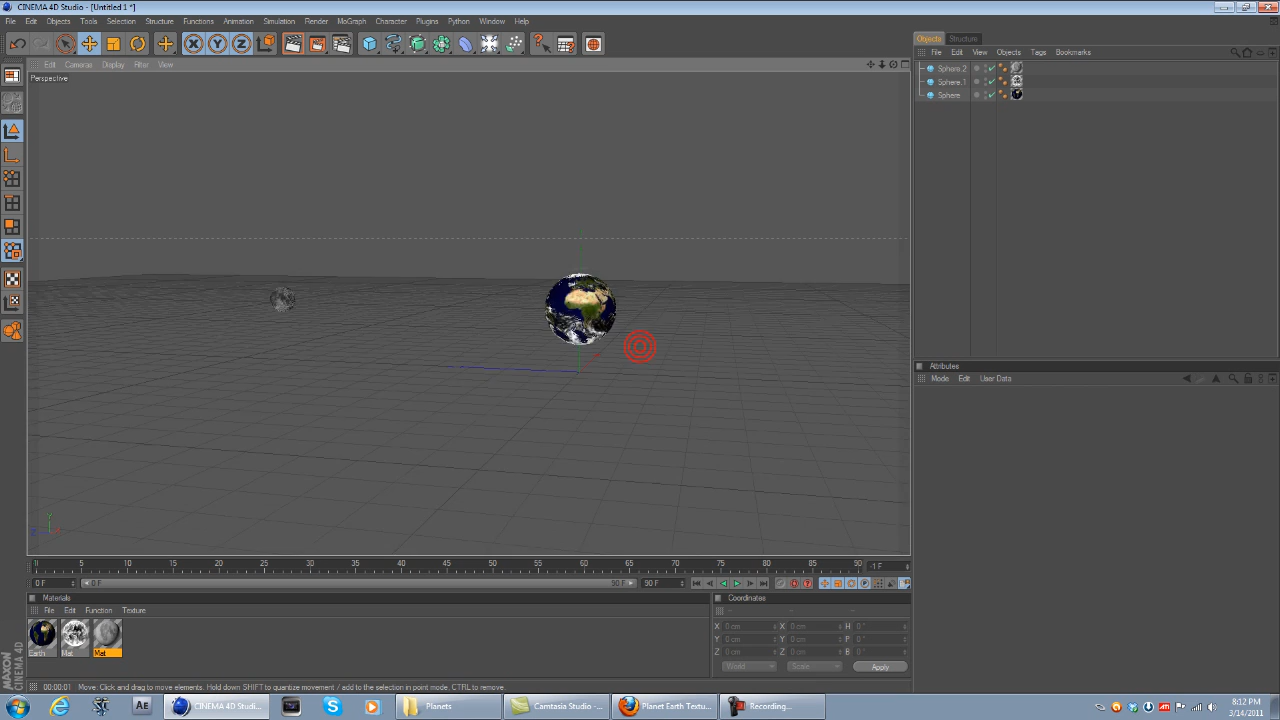 CINEMA 4D Studio - [Untitled 1 *]
File Edit Objects Tools Selection Structure Functions Animation Simulation Render MoGraph Character Plugins Python Window Help
Objects Structure
File Edit View Objects Tags Bookmarks
Edit Cameras Display Filter View
Perspective
Sphere.2
Sphere.1
Sphere
Attributes
Mode Edit User Data
0 5 10 15 20 25 30 35 40 45 50 55 60 65 70 75 80 85 90 -1 F
0 F 0 F 90 F 90 F
Materials
File Edit Function Texture
Earth Mat Mat
Coordinates
X 0 cm X 0 cm H 0 °
Y 0 cm Y 0 cm P 0 °
Z 0 cm Z 0 cm B 0 °
World Scale Apply
MAXON
CINEMA 4D
00:00:01 Move. Click and drag to move elements. Hold down SHIFT to quantize movement / add to the selection in point mode, CTRL to remove.
Ae CINEMA 4D Studio... Planets Camtasia Studio -... Planet Earth Textu... Recording...
8:12 PM
3/14/2011